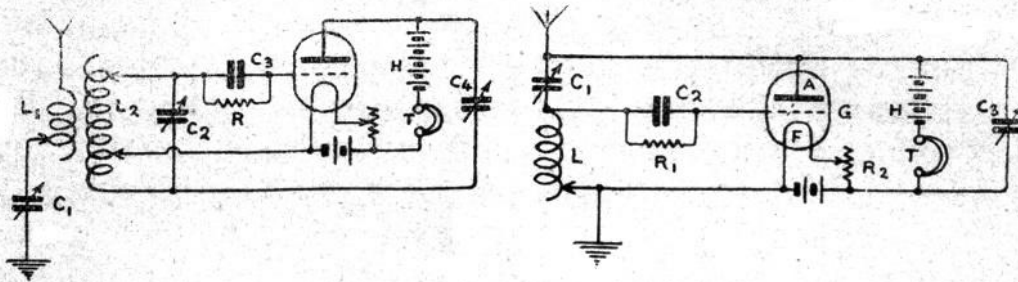 L₁ L₂ C₁ C₂ C₃ R H T C₄
C₁ L C₂ R₁ A G F R₂ H T C₃